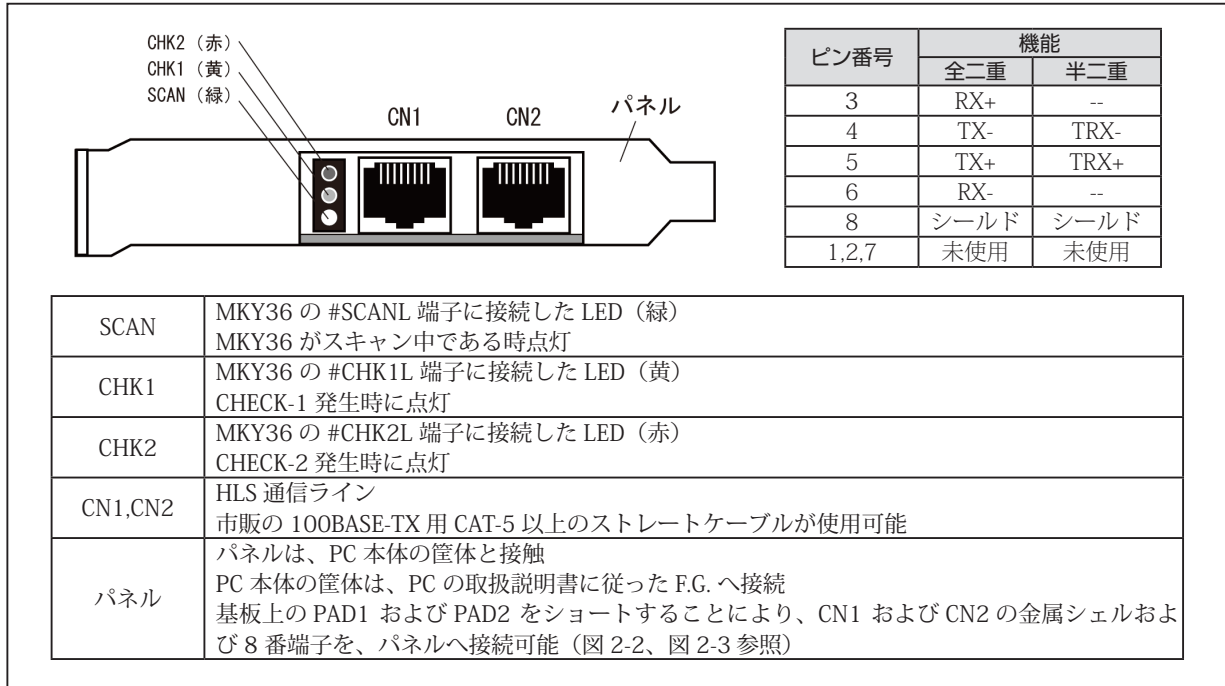 CHK2（赤）
CHK1（黄）
SCAN（緑）
CN1
CN2
パネル
ピン番号 機能
全二重 半二重
3 RX+ --
4 TX- TRX-
5 TX+ TRX+
6 RX- --
8 シールド シールド
1,2,7 未使用 未使用
SCAN
MKY36 の #SCANL 端子に接続した LED（緑）
MKY36 がスキャン中である時点灯
CHK1
MKY36 の #CHK1L 端子に接続した LED（黄）
CHECK-1 発生時に点灯
CHK2
MKY36 の #CHK2L 端子に接続した LED（赤）
CHECK-2 発生時に点灯
CN1,CN2
HLS 通信ライン
市販の 100BASE-TX 用 CAT-5 以上のストレートケーブルが使用可能
パネル
パネルは、PC 本体の筐体と接触
PC 本体の筐体は、PC の取扱説明書に従った F.G. へ接続
基板上の PAD1 および PAD2 をショートすることにより、CN1 および CN2 の金属シェルおよ
び 8 番端子を、パネルへ接続可能（図 2-2、図 2-3 参照）